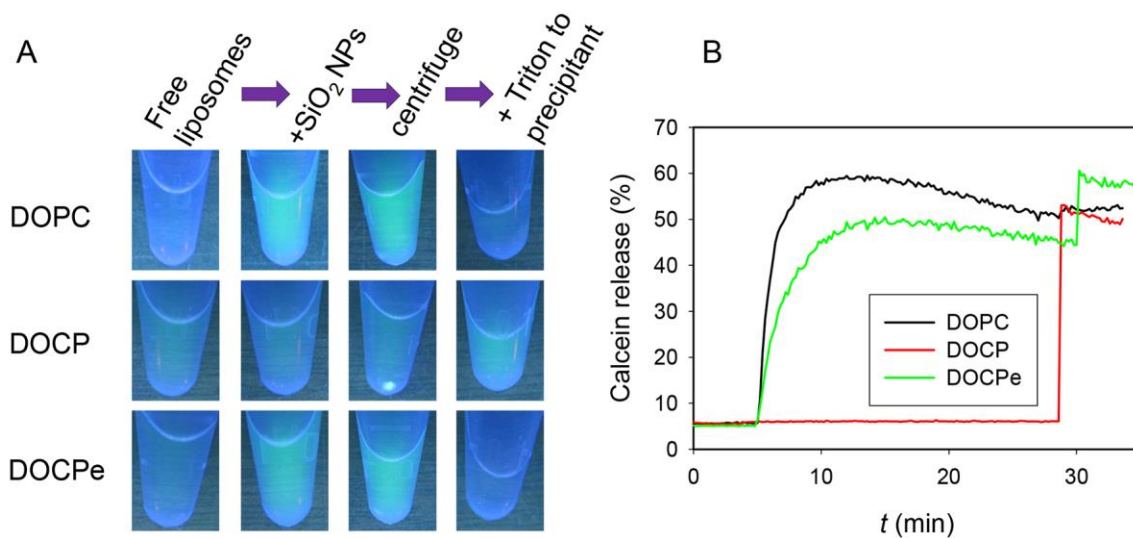 A
Free
liposomes
+SiO2 NPs
centrifuge
+ Triton to
precipitant
DOPC
DOCP
DOCPe
B
Calcein release (%)
70
60
50
40
30
20
10
0
DOPC
DOCP
DOCPe
0
10
20
30
t (min)